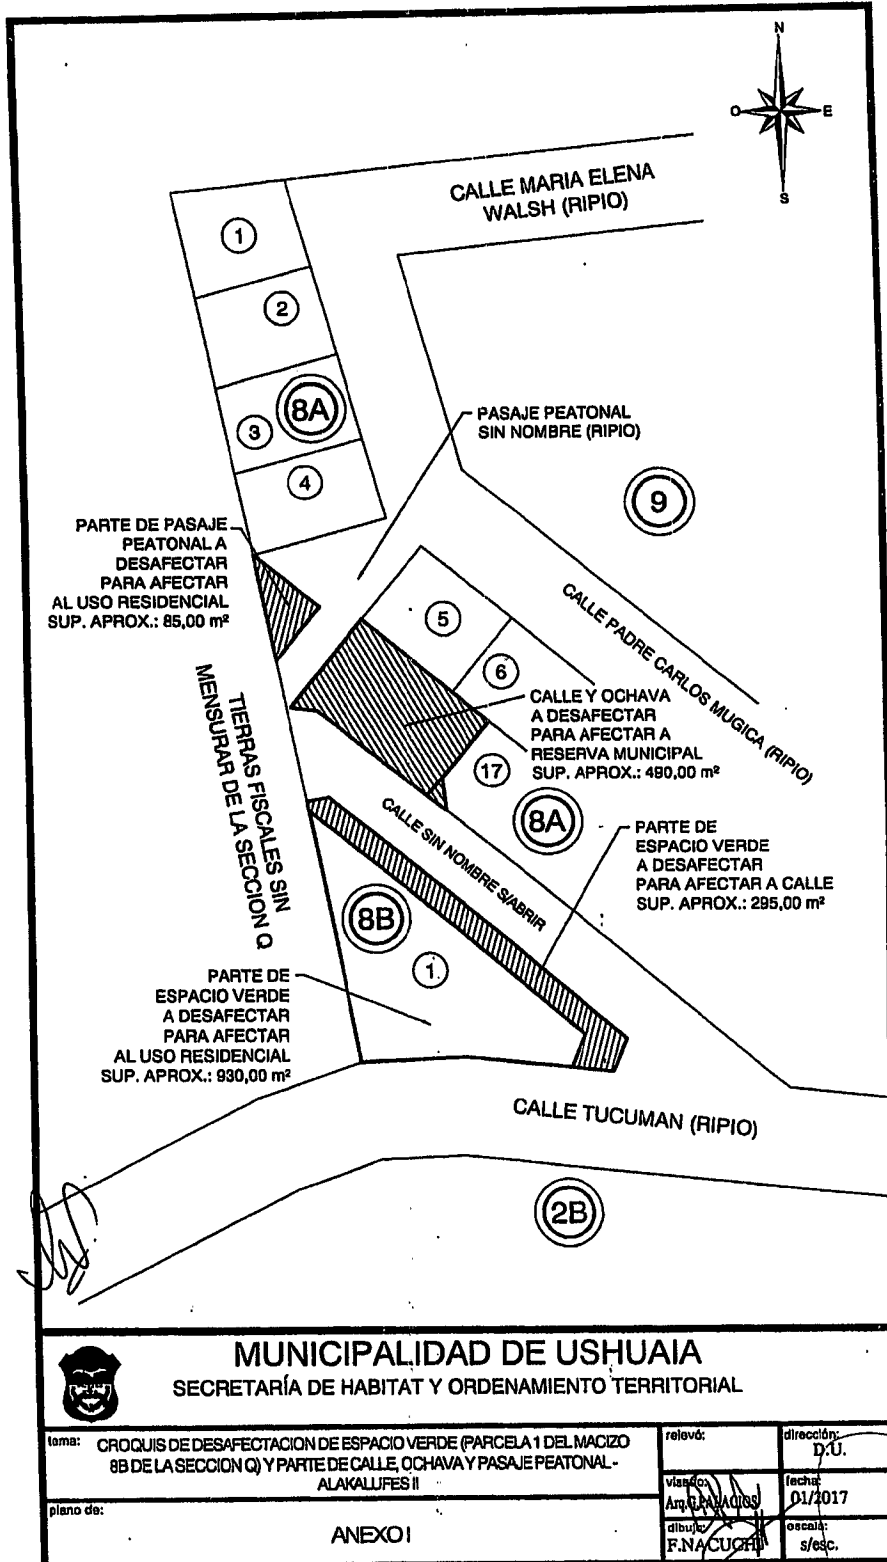 N
O
E
S
CALLE MARIA ELENA
WALSH (RIPIO)
1
2
8A
3
4
PASAJE PEATONAL
SIN NOMBRE (RIPIO)
9
PARTE DE PASAJE
PEATONAL A
DESAFECTAR
PARA AFECTAR
AL USO RESIDENCIAL
SUP. APROX.: 85,00 m²
CALLE PADRE CARLOS MUGICA (RIPIO)
5
6
TIERRAS FISCALES SIN
MENSURAR DE LA SECCION Q
CALLE Y OCHAVA
A DESAFECTAR
PARA AFECTAR A
RESERVA MUNICIPAL
SUP. APROX.: 490,00 m²
17
8A
CALLE SIN NOMBRE S/ABRIR
PARTE DE
ESPACIO VERDE
A DESAFECTAR
PARA AFECTAR A CALLE
SUP. APROX.: 295,00 m²
8B
1
PARTE DE
ESPACIO VERDE
A DESAFECTAR
PARA AFECTAR
AL USO RESIDENCIAL
SUP. APROX.: 930,00 m²
CALLE TUCUMAN (RIPIO)
2B
MUNICIPALIDAD DE USHUAIA
SECRETARÍA DE HABITAT Y ORDENAMIENTO TERRITORIAL
tema: CROQUIS DE DESAFECTACION DE ESPACIO VERDE (PARCELA 1 DEL MACIZO
8B DE LA SECCION Q) Y PARTE DE CALLE, OCHAVA Y PASAJE PEATONAL -
ALAKALUFES II
plano de:
ANEXO I
relevó:
dirección:
D.U.
visado:
Arq.G.PALACIOS
fecha:
01/2017
dibujo:
F.NACUCHI
escala:
s/esc.